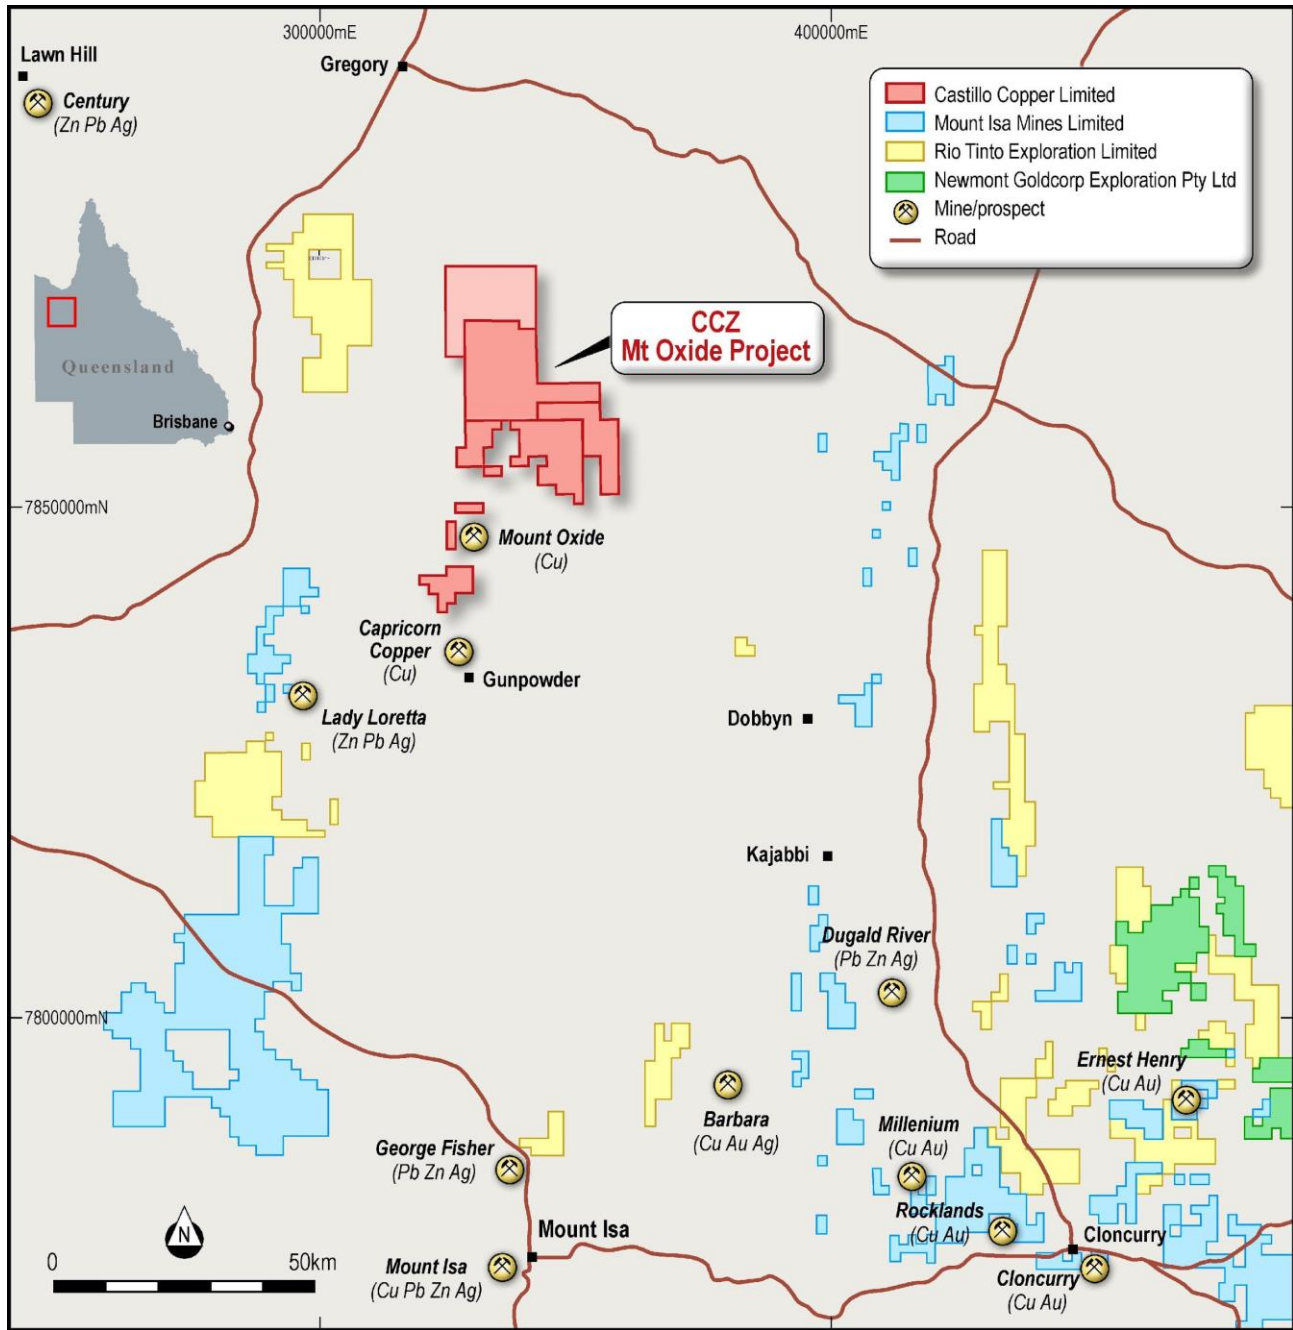 300000mE
400000mE
Lawn Hill
Century
(Zn Pb Ag)
Gregory
Castillo Copper Limited
Mount Isa Mines Limited
Rio Tinto Exploration Limited
Newmont Goldcorp Exploration Pty Ltd
Mine/prospect
Road
CCZ
Mt Oxide Project
Queensland
Brisbane
7850000mN
Mount Oxide
(Cu)
Capricorn
Copper
(Cu)
Gunpowder
Lady Loretta
(Zn Pb Ag)
Dobbyn
Kajabbi
Dugald River
(Pb Zn Ag)
7800000mN
Ernest Henry
(Cu Au)
Barbara
(Cu Au Ag)
Millenium
(Cu Au)
George Fisher
(Pb Zn Ag)
Rocklands
(Cu Au)
Mount Isa
Cloncurry
N
0
50km
Mount Isa
(Cu Pb Zn Ag)
Cloncurry
(Cu Au)